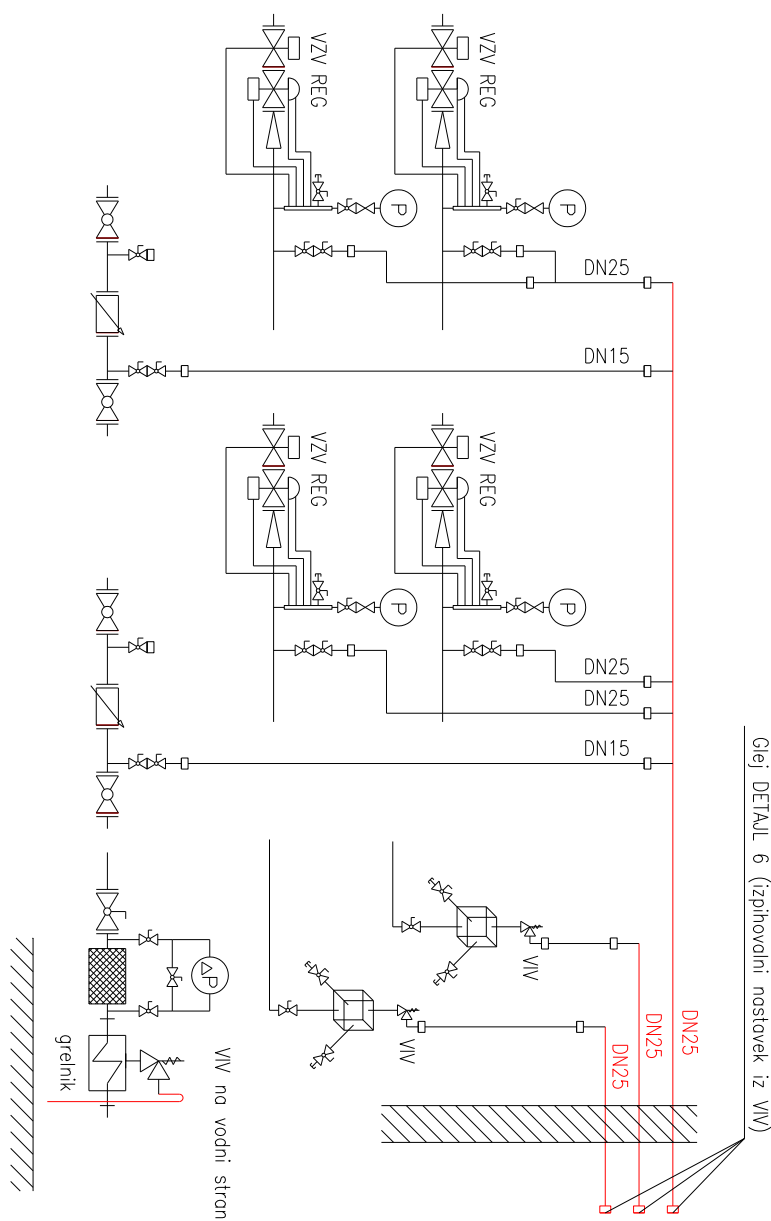 VZV REG
VZV REG
P
P
DN25
DN15
VZV REG
VZV REG
P
P
DN25
DN25
DN15
Glej DETAJL 6 (izpihovalni nastavek iz VIV)
VIV
VIV
DN25
DN25
DN25
ΔP
grelnik
VIV na vodni stran